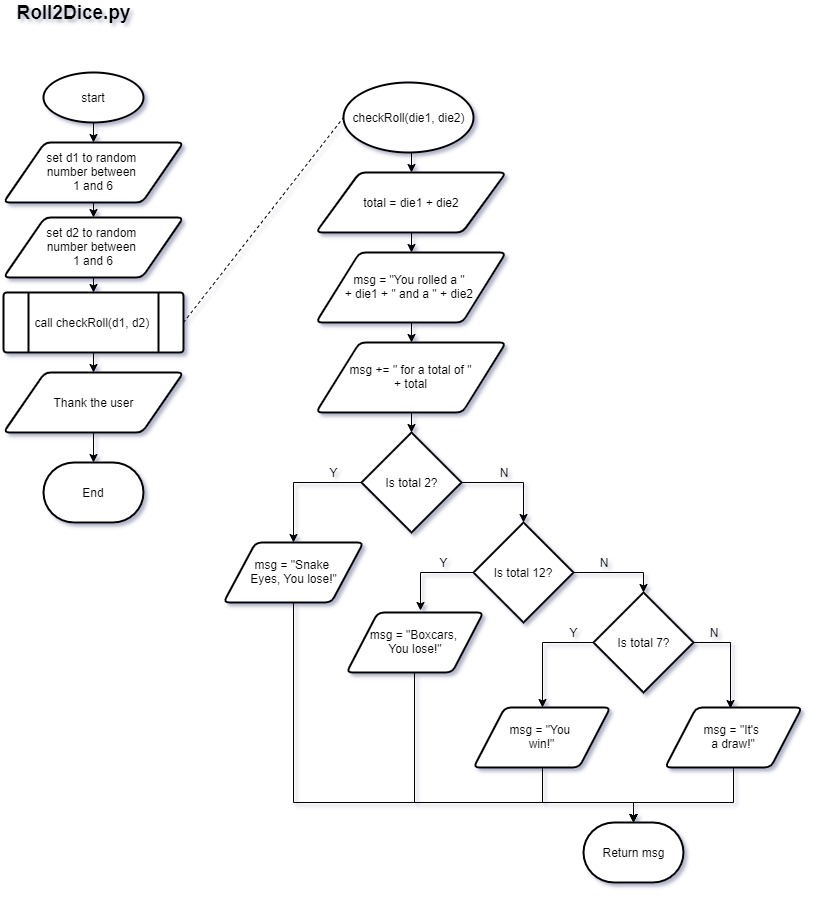 Roll2Dice.py
start
set d1 to random
number between
1 and 6
set d2 to random
number between
1 and 6
call checkRoll(d1, d2)
Thank the user
End
checkRoll(die1, die2)
total = die1 + die2
msg = "You rolled a "
+ die1 + " and a " + die2
msg += " for a total of "
+ total
Is total 2?
Y
N
msg = "Snake
Eyes, You lose!"
Is total 12?
Y
N
msg = "Boxcars,
You lose!"
Is total 7?
Y
N
msg = "You
win!"
msg = "It's
a draw!"
Return msg